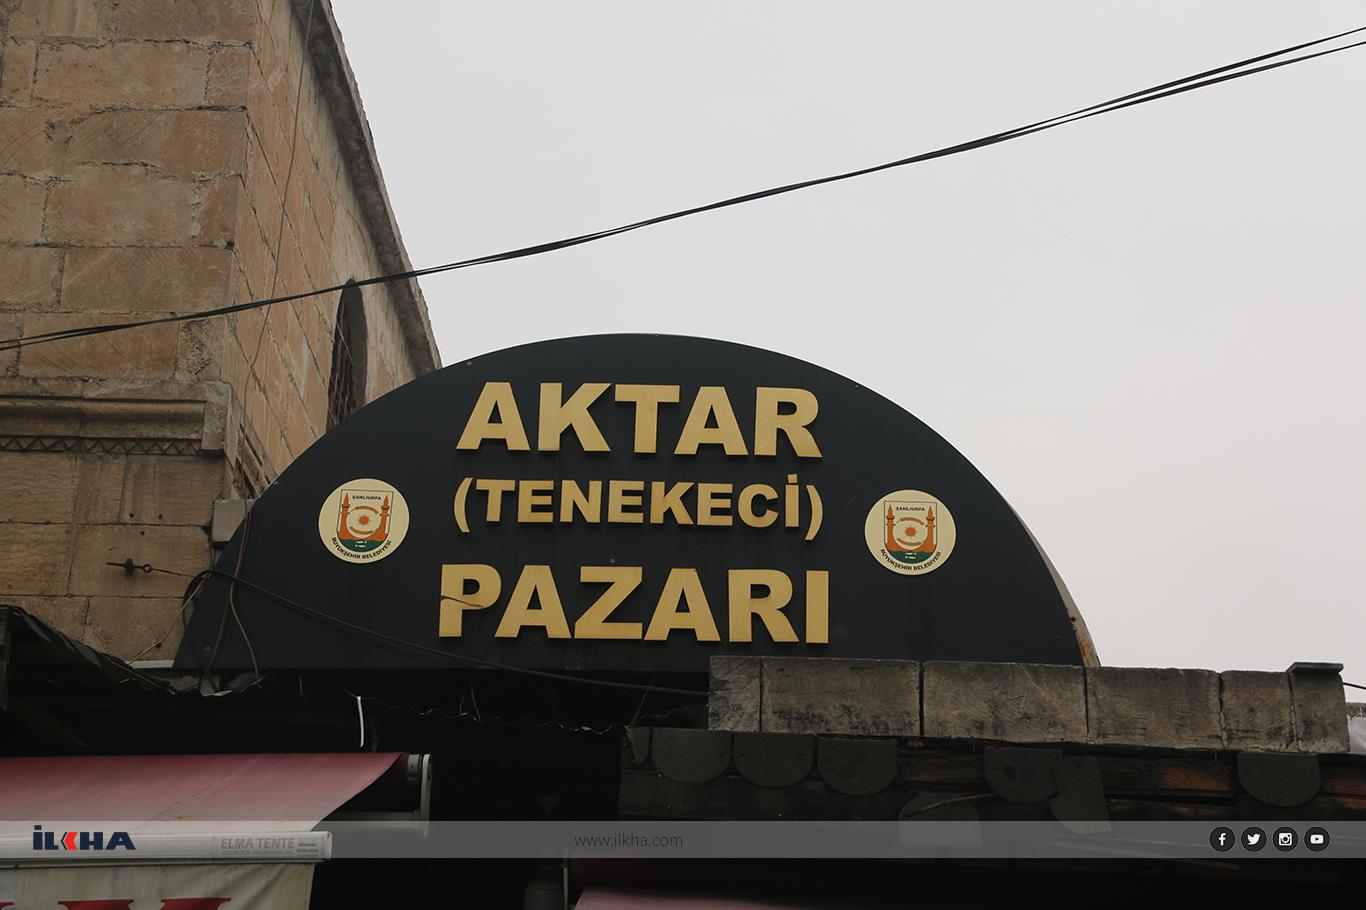 AKTAR
(TENEKECİ)
PAZARI
ŞANLIURFA
BÜYÜKŞEHİR BELEDİYESİ
ŞANLIURFA
BÜYÜKŞEHİR BELEDİYESİ
İLKHA
ELMA TENTE
www.ilkha.com